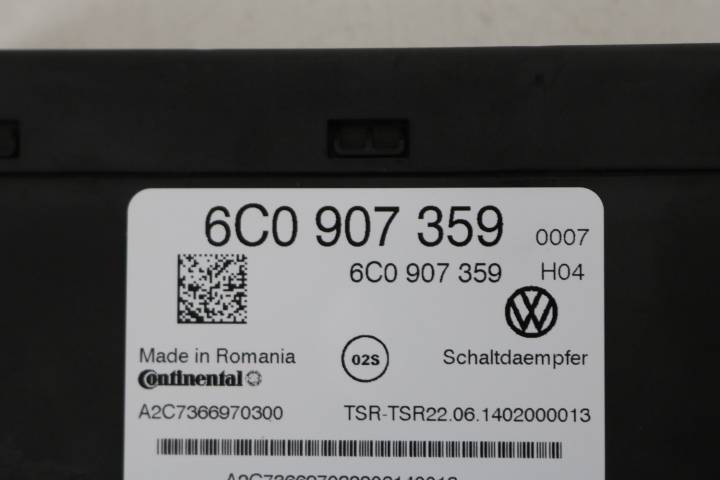 6C0 907 359 0007
6C0 907 359 H04
Made in Romania 02S Schaltdaempfer
Continental
A2C7366970300 TSR-TSR22.06.1402000013